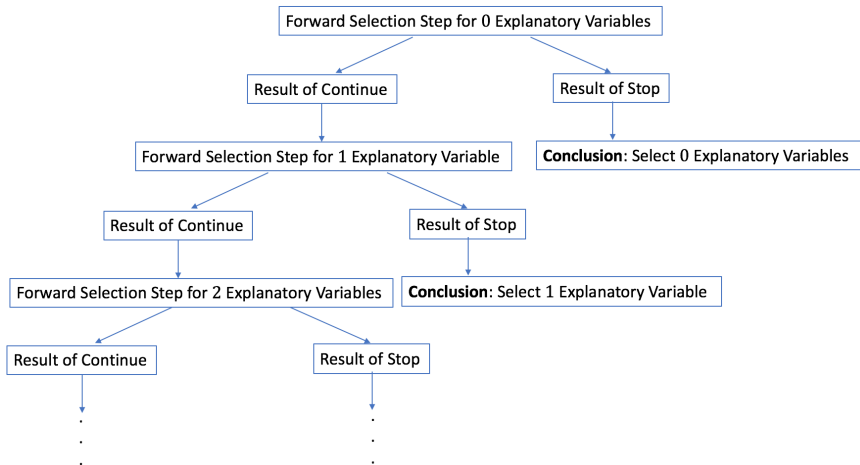 Forward Selection Step for 0 Explanatory Variables
Result of Continue
Result of Stop
Forward Selection Step for 1 Explanatory Variable
Conclusion: Select 0 Explanatory Variables
Result of Continue
Result of Stop
Forward Selection Step for 2 Explanatory Variables
Conclusion: Select 1 Explanatory Variable
Result of Continue
Result of Stop